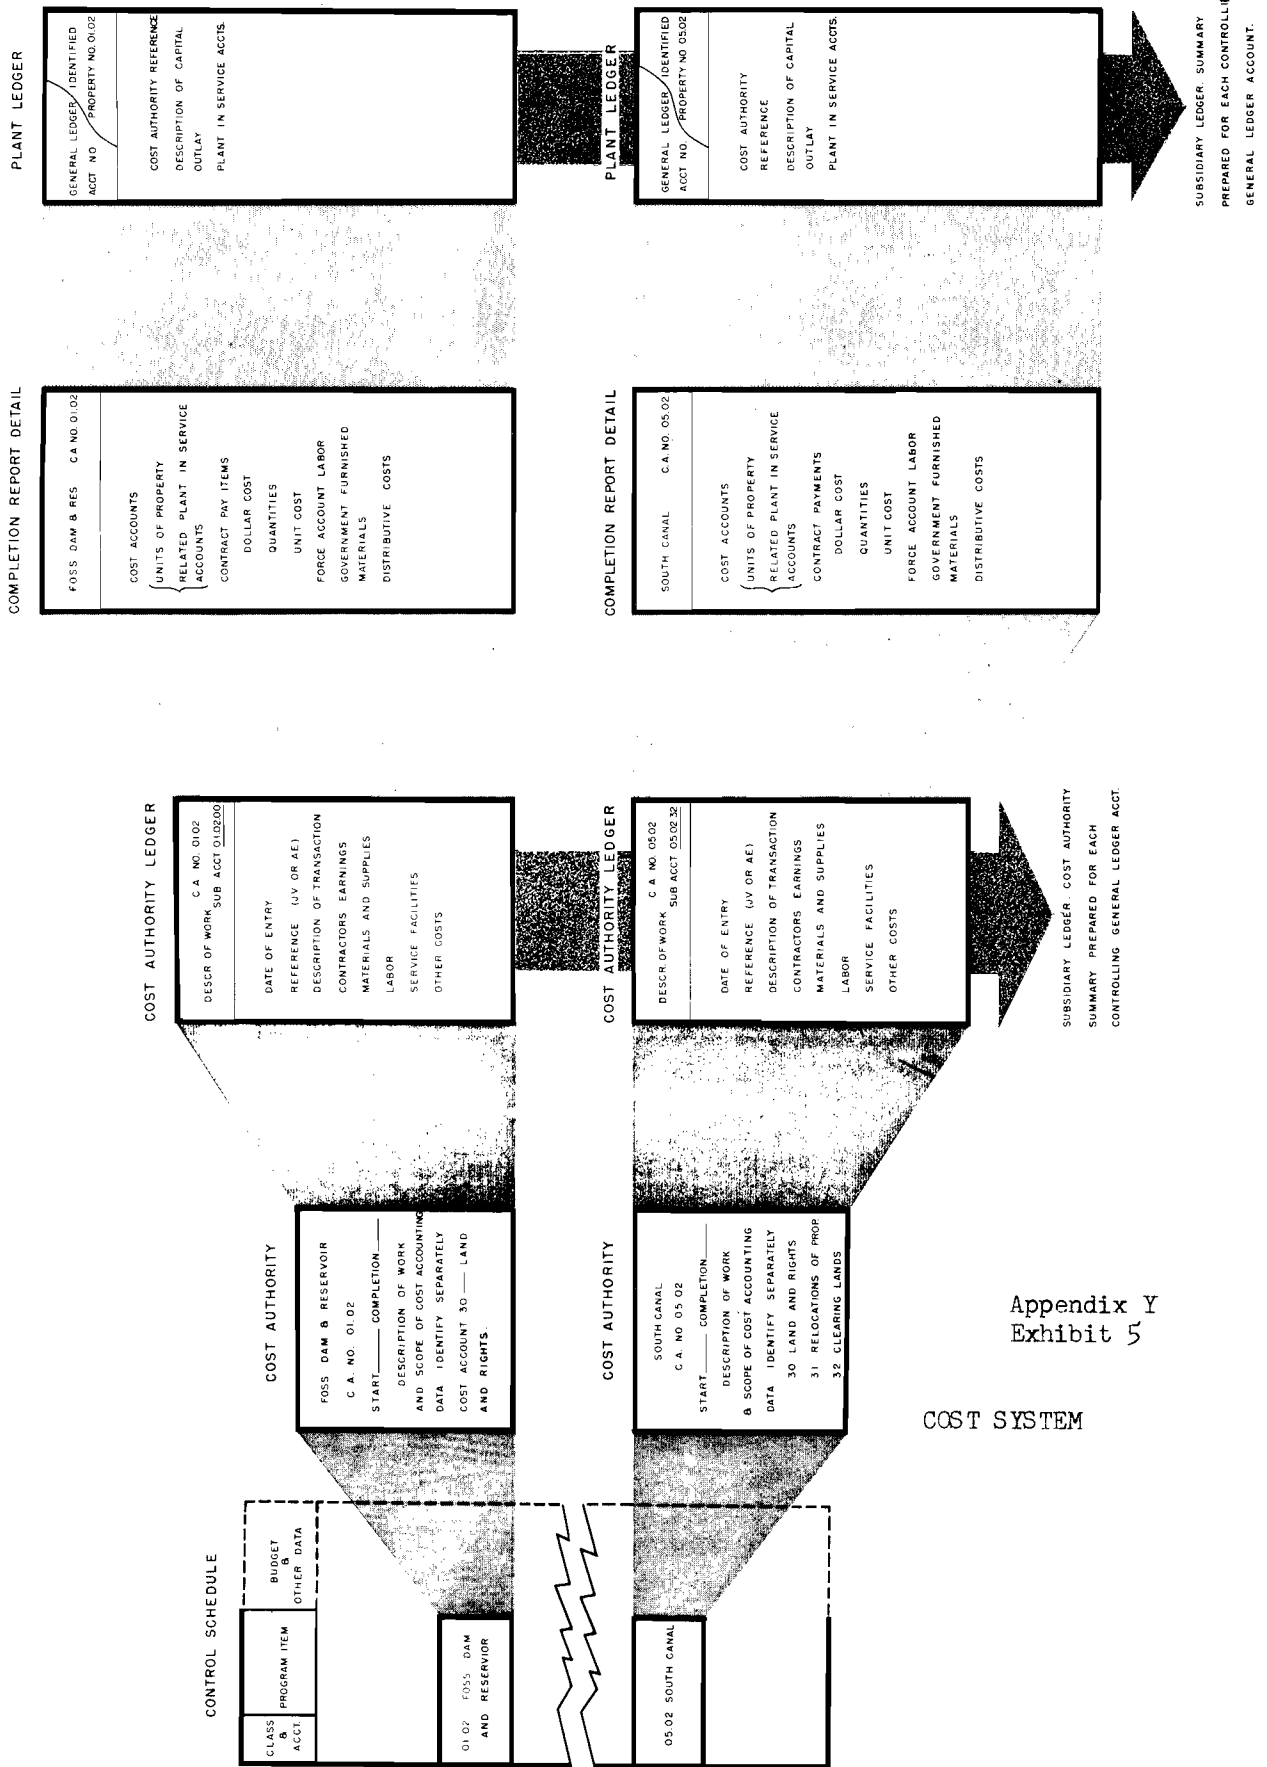 CONTROL SCHEDULE
CLASS
&
ACCT.
PROGRAM ITEM
BUDGET
&
OTHER DATA
01 02 FOSS DAM
AND RESERVIOR
05.02 SOUTH CANAL
COST AUTHORITY
FOSS DAM & RESERVOIR
C A. NO. 01.02
START____ COMPLETION____
DESCRIPTION OF WORK
AND SCOPE OF COST ACCOUNTING
DATA IDENTIFY SEPARATELY
COST ACCOUNT 30 — LAND
AND RIGHTS.
COST AUTHORITY
SOUTH CANAL
C A. NO 05 02
START____ COMPLETION____
DESCRIPTION OF WORK
& SCOPE OF COST ACCOUNTING
DATA IDENTIFY SEPARATELY
30 LAND AND RIGHTS
31 RELOCATIONS OF PROP.
32 CLEARING LANDS
COST AUTHORITY LEDGER
C A NO. 01 02
DESCR OF WORK SUB ACCT 01.02.00
DATE OF ENTRY
REFERENCE (JV OR AE)
DESCRIPTION OF TRANSACTION
CONTRACTORS EARNINGS
MATERIALS AND SUPPLIES
LABOR
SERVICE FACILITIES
OTHER COSTS
COST AUTHORITY LEDGER
C A NO. 05 02
DESCR. OF WORK SUB ACCT 05 02 32
DATE OF ENTRY
REFERENCE (JV OR AE)
DESCRIPTION OF TRANSACTION
CONTRACTORS EARNINGS
MATERIALS AND SUPPLIES
LABOR
SERVICE FACILITIES
OTHER COSTS
SUBSIDIARY LEDGER. COST AUTHORITY
SUMMARY PREPARED FOR EACH
CONTROLLING GENERAL LEDGER ACCT.
COMPLETION REPORT DETAIL
FOSS DAM & RES CA NO. 01.02
COST ACCOUNTS
UNITS OF PROPERTY
RELATED PLANT IN SERVICE
ACCOUNTS
CONTRACT PAY ITEMS
DOLLAR COST
QUANTITIES
UNIT COST
FORCE ACCOUNT LABOR
GOVERNMENT FURNISHED
MATERIALS
DISTRIBUTIVE COSTS
COMPLETION REPORT DETAIL
SOUTH CANAL C.A. NO. 05.02
COST ACCOUNTS
UNITS OF PROPERTY
RELATED PLANT IN SERVICE
ACCOUNTS
CONTRACT PAYMENTS
DOLLAR COST
QUANTITIES
UNIT COST
FORCE ACCOUNT LABOR
GOVERNMENT FURNISHED
MATERIALS
DISTRIBUTIVE COSTS
PLANT LEDGER
GENERAL LEDGER IDENTIFIED
ACCT NO PROPERTY NO. 01.02
COST AUTHORITY REFERENCE
DESCRIPTION OF CAPITAL
OUTLAY
PLANT IN SERVICE ACCTS.
PLANT LEDGER
GENERAL LEDGER IDENTIFIED
ACCT NO. PROPERTY NO 05.02
COST AUTHORITY
REFERENCE
DESCRIPTION OF CAPITAL
OUTLAY
PLANT IN SERVICE ACCTS.
SUBSIDIARY LEDGER. SUMMARY
PREPARED FOR EACH
GENERAL LEDGER ACCOUNT.
Appendix Y
Exhibit 5
COST SYSTEM